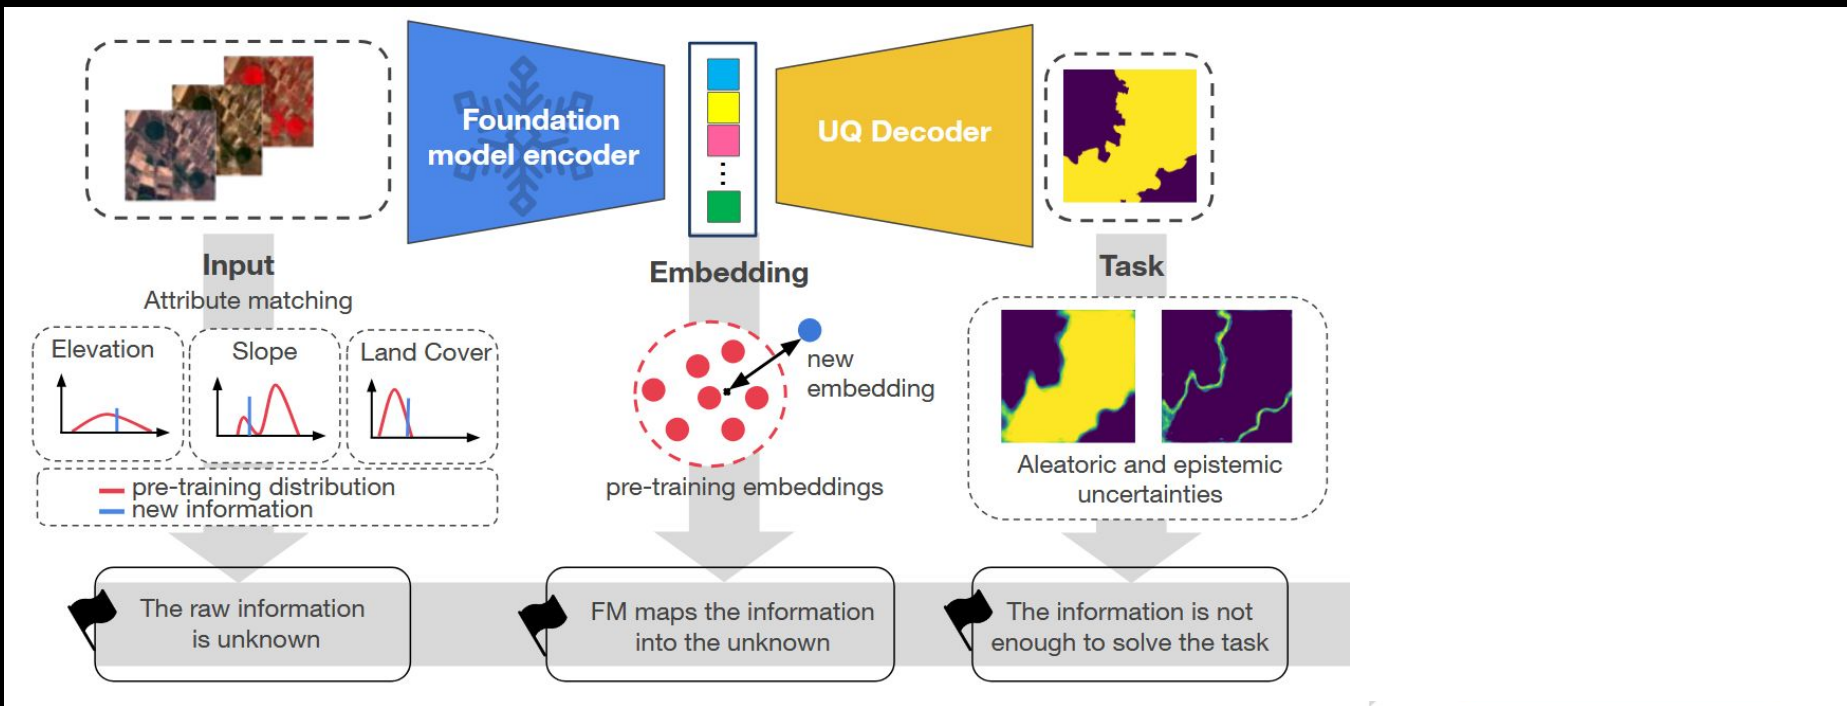 Foundation
model encoder
UQ Decoder
Input
Attribute matching
Elevation
Slope
Land Cover
pre-training distribution
new information
Embedding
new
embedding
pre-training embeddings
Task
Aleatoric and epistemic
uncertainties
The raw information
is unknown
FM maps the information
into the unknown
The information is not
enough to solve the task